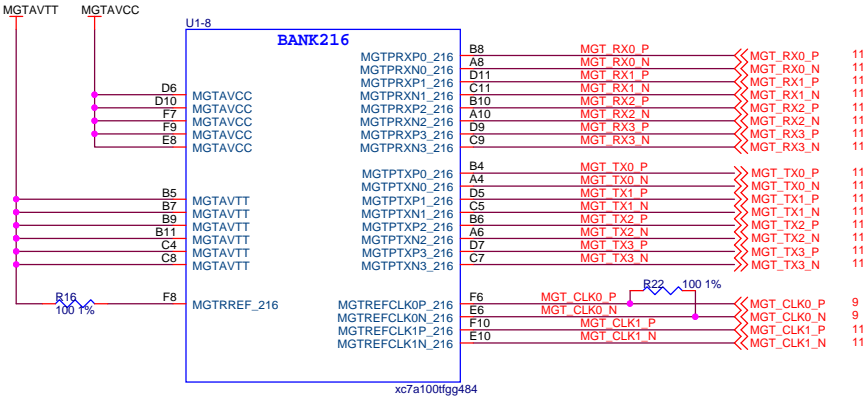 MGTAVTT MGTAVCC
U1-8
BANK216
MGTPRXP0_216 B8 MGT_RX0_P MGT_RX0_P 11
MGTPRXN0_216 A8 MGT_RX0_N MGT_RX0_N 11
MGTPRXP1_216 D11 MGT_RX1_P MGT_RX1_P 11
D6 MGTAVCC MGTPRXN1_216 C11 MGT_RX1_N MGT_RX1_N 11
D10 MGTAVCC MGTPRXP2_216 B10 MGT_RX2_P MGT_RX2_P 11
F7 MGTAVCC MGTPRXN2_216 A10 MGT_RX2_N MGT_RX2_N 11
F9 MGTAVCC MGTPRXP3_216 D9 MGT_RX3_P MGT_RX3_P 11
E8 MGTAVCC MGTPRXN3_216 C9 MGT_RX3_N MGT_RX3_N 11
MGTPTXP0_216 B4 MGT_TX0_P MGT_TX0_P 11
MGTPTXN0_216 A4 MGT_TX0_N MGT_TX0_N 11
B5 MGTAVTT MGTPTXP1_216 D5 MGT_TX1_P MGT_TX1_P 11
B7 MGTAVTT MGTPTXN1_216 C5 MGT_TX1_N MGT_TX1_N 11
B9 MGTAVTT MGTPTXP2_216 B6 MGT_TX2_P MGT_TX2_P 11
B11 MGTAVTT MGTPTXN2_216 A6 MGT_TX2_N MGT_TX2_N 11
C4 MGTAVTT MGTPTXP3_216 D7 MGT_TX3_P MGT_TX3_P 11
C8 MGTAVTT MGTPTXN3_216 C7 MGT_TX3_N MGT_TX3_N 11
R22 100 1%
R16 F8 MGTRREF_216 MGTREFCLK0P_216 F6 MGT_CLK0_P MGT_CLK0_P 9
100 1% MGTREFCLK0N_216 E6 MGT_CLK0_N MGT_CLK0_N 9
MGTREFCLK1P_216 F10 MGT_CLK1_P MGT_CLK1_P 11
MGTREFCLK1N_216 E10 MGT_CLK1_N MGT_CLK1_N 11
xc7a100tfgg484